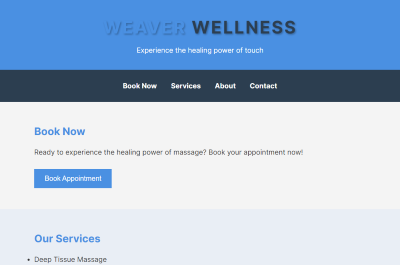 WEAVER WELLNESS
Experience the healing power of touch
Book Now Services About Contact
Book Now
Ready to experience the healing power of massage? Book your appointment now!
Book Appointment
Our Services
• Deep Tissue Massage